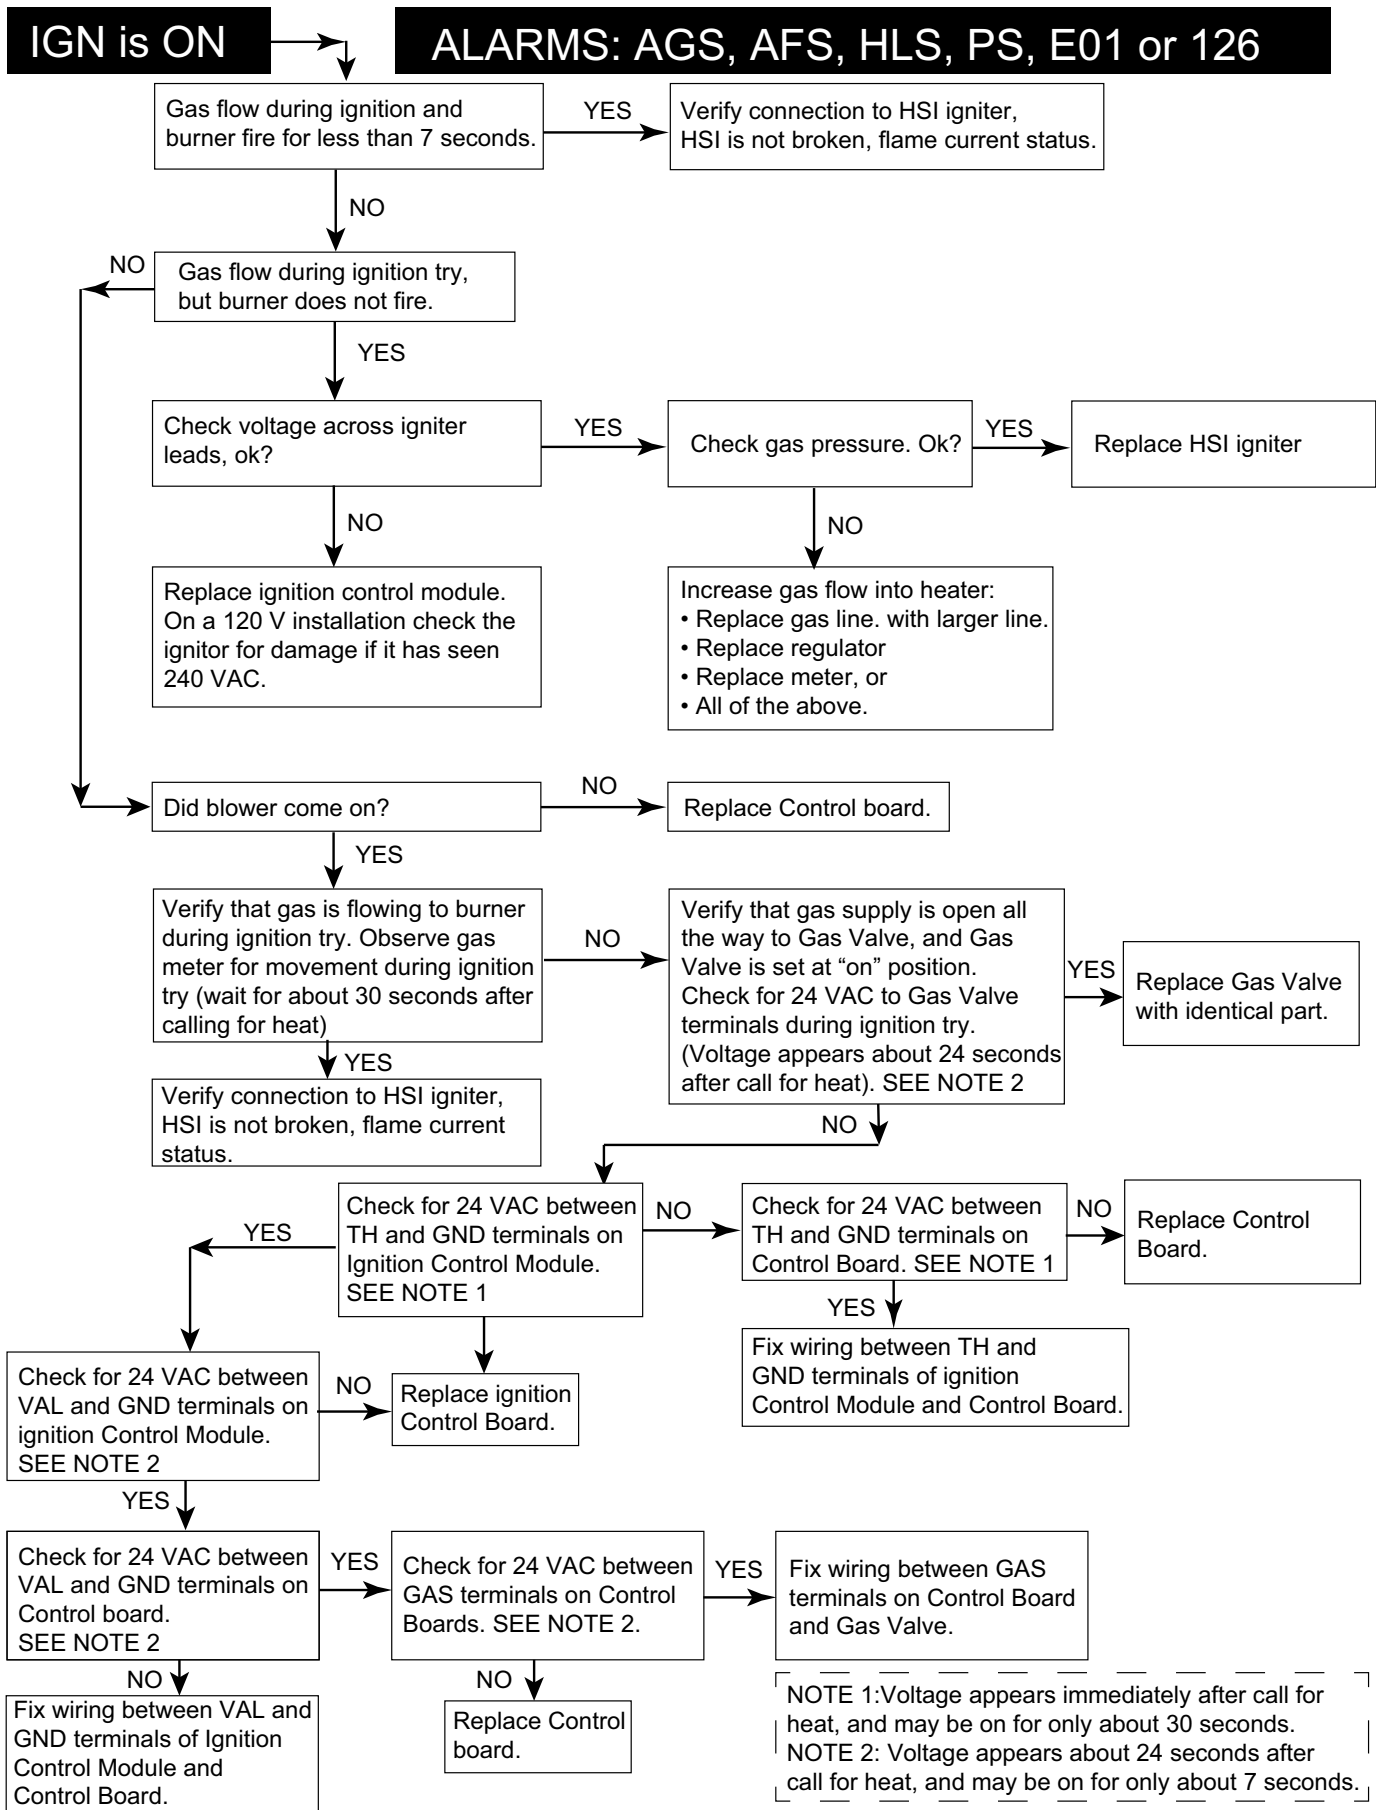 IGN is ON
ALARMS: AGS, AFS, HLS, PS, E01 or 126
Gas flow during ignition and
burner fire for less than 7 seconds.
YES
Verify connection to HSI igniter,
HSI is not broken, flame current status.
NO
NO
Gas flow during ignition try,
but burner does not fire.
YES
Check voltage across igniter
leads, ok?
YES
Check gas pressure. Ok?
YES
Replace HSI igniter
NO
NO
Replace ignition control module.
On a 120 V installation check the
ignitor for damage if it has seen
240 VAC.
Increase gas flow into heater:
• Replace gas line. with larger line.
• Replace regulator
• Replace meter, or
• All of the above.
Did blower come on?
NO
Replace Control board.
YES
Verify that gas is flowing to burner
during ignition try. Observe gas
meter for movement during ignition
try (wait for about 30 seconds after
calling for heat)
NO
Verify that gas supply is open all
the way to Gas Valve, and Gas
Valve is set at “on” position.
Check for 24 VAC to Gas Valve
terminals during ignition try.
(Voltage appears about 24 seconds
after call for heat). SEE NOTE 2
YES
Replace Gas Valve
with identical part.
YES
Verify connection to HSI igniter,
HSI is not broken, flame current
status.
NO
Check for 24 VAC between
TH and GND terminals on
Ignition Control Module.
SEE NOTE 1
NO
Check for 24 VAC between
TH and GND terminals on
Control Board. SEE NOTE 1
NO
Replace Control
Board.
YES
YES
Fix wiring between TH and
GND terminals of ignition
Control Module and Control Board.
Check for 24 VAC between
VAL and GND terminals on
ignition Control Module.
SEE NOTE 2
NO
Replace ignition
Control Board.
YES
Check for 24 VAC between
VAL and GND terminals on
Control board.
SEE NOTE 2
YES
Check for 24 VAC between
GAS terminals on Control
Boards. SEE NOTE 2.
YES
Fix wiring between GAS
terminals on Control Board
and Gas Valve.
NO
Fix wiring between VAL and
GND terminals of Ignition
Control Module and
Control Board.
NO
Replace Control
board.
NOTE 1:Voltage appears immediately after call for
heat, and may be on for only about 30 seconds.
NOTE 2: Voltage appears about 24 seconds after
call for heat, and may be on for only about 7 seconds.